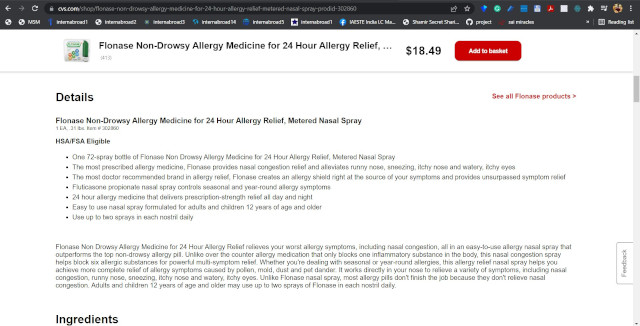 cvs.com/shop/flonase-non-drowsy-allergy-medicine-for-24-hour-allergy-relief-metered-nasal-spray-prodid-302860
MSM
internabroad1
internabroad2
internabroad3
internabroad4
internabroad5
IAESTE India LC Ma...
Shamir Secret Shari...
project
sai miracles
Flonase Non-Drowsy Allergy Medicine for 24 Hour Allergy Relief, ...
$18.49
Add to basket
Details
See all Flonase products >
Flonase Non-Drowsy Allergy Medicine for 24 Hour Allergy Relief, Metered Nasal Spray
1 EA, .31 lbs. Item # 302860
HSA/FSA Eligible
• One 72-spray bottle of Flonase Non Drowsy Allergy Medicine for 24 Hour Allergy Relief, Metered Nasal Spray
• The most prescribed allergy medicine, Flonase provides nasal congestion relief and alleviates runny nose, sneezing, itchy nose and watery, itchy eyes
• The most doctor recommended brand in allergy relief, Flonase creates an allergy shield right at the source of your symptoms and provides unsurpassed symptom relief
• Fluticasone propionate nasal spray controls seasonal and year-round allergy symptoms
• 24 hour allergy medicine that delivers prescription-strength relief all day and night
• Easy to use nasal spray formulated for adults and children 12 years of age and older
• Use up to two sprays in each nostril daily
Flonase Non Drowsy Allergy Medicine for 24 Hour Allergy Relief relieves your worst allergy symptoms, including nasal congestion, all in an easy-to-use allergy nasal spray that
outperforms the top non-drowsy allergy pill. Unlike over the counter allergy medication that only blocks one inflammatory substance in the body, this nasal congestion spray
helps block six allergic substances for powerful multi-symptom relief. Whether you're dealing with seasonal or year-round allergies, this allergy relief nasal spray helps you
achieve more complete relief of allergy symptoms caused by pollen, mold, dust and pet dander. It works directly in your nose to relieve a variety of symptoms, including nasal
congestion, runny nose, sneezing, itchy nose and watery, itchy eyes. Unlike Flonase nasal spray, most allergy pills don't finish the job because they don't relieve nasal
congestion. Adults and children 12 years of age and older may use up to two sprays of Flonase in each nostril daily.
Feedback
Ingredients